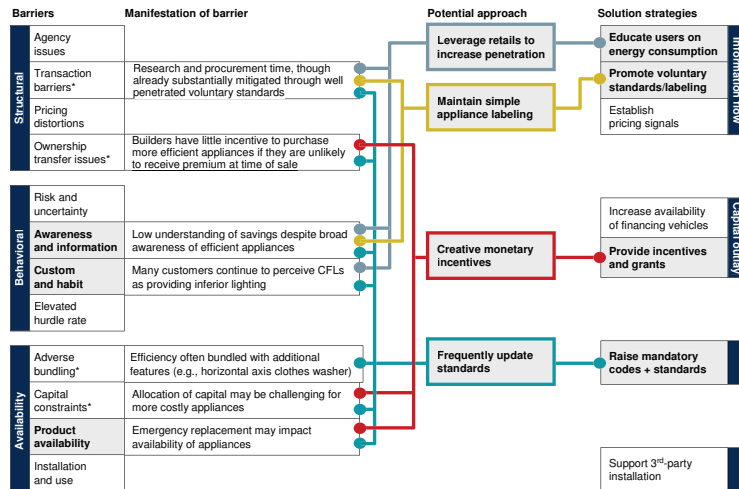 Barriers
Manifestation of barrier
Potential approach
Solution strategies
Structural
Agency
issues
Transaction
barriers*
Research and procurement time, though
already substantially mitigated through well
penetrated voluntary standards
Pricing
distortions
Ownership
transfer issues*
Builders have little incentive to purchase
more efficient appliances if they are unlikely
to receive premium at time of sale
Behavioral
Risk and
uncertainty
Awareness
and information
Low understanding of savings despite broad
awareness of efficient appliances
Custom
and habit
Many customers continue to perceive CFLs
as providing inferior lighting
Elevated
hurdle rate
Availability
Adverse
bundling*
Efficiency often bundled with additional
features (e.g., horizontal axis clothes washer)
Capital
constraints*
Allocation of capital may be challenging for
more costly appliances
Product
availability
Emergency replacement may impact
availability of appliances
Installation
and use
Leverage retails to
increase penetration
Maintain simple
appliance labeling
Creative monetary
incentives
Frequently update
standards
Educate users on
energy consumption
Promote voluntary
standards/labeling
Establish
pricing signals
Information flow
Increase availability
of financing vehicles
Provide incentives
and grants
Capital outlay
Raise mandatory
codes + standards
Support 3rd-party
installation